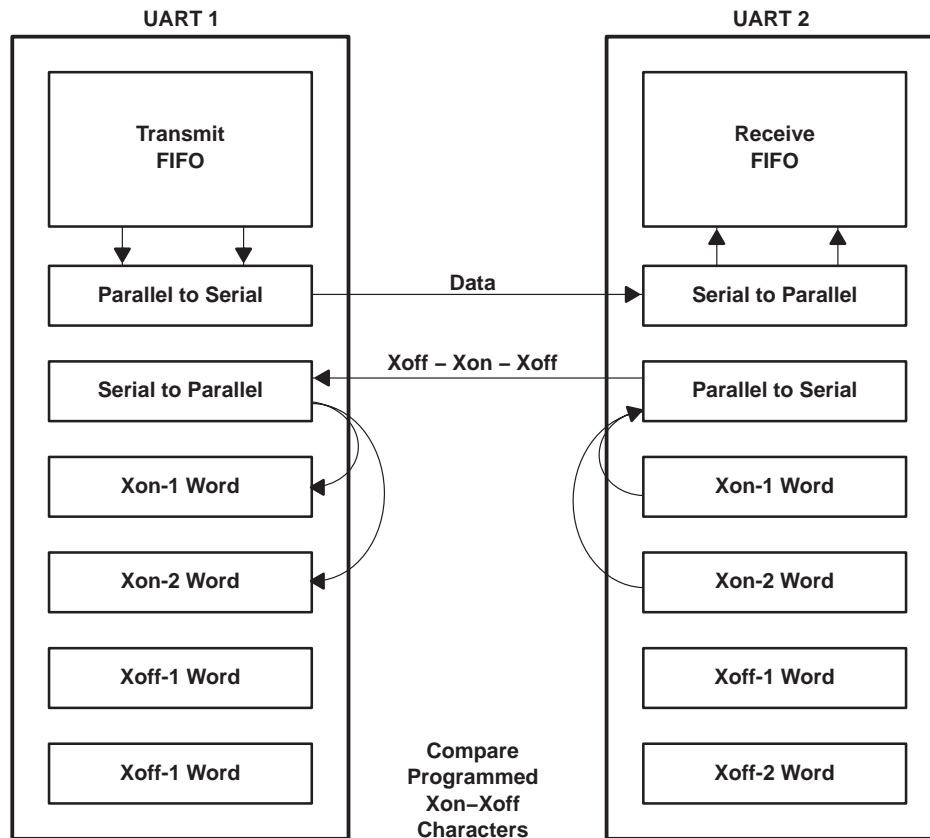 UART 1
UART 2
Transmit
FIFO
Receive
FIFO
Parallel to Serial
Data
Serial to Parallel
Xoff – Xon – Xoff
Serial to Parallel
Parallel to Serial
Xon-1 Word
Xon-1 Word
Xon-2 Word
Xon-2 Word
Xoff-1 Word
Xoff-1 Word
Xoff-1 Word
Compare
Programmed
Xon–Xoff
Characters
Xoff-2 Word